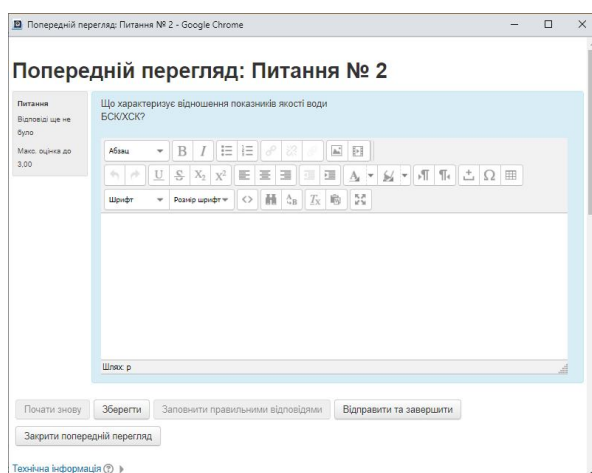 Попередній перегляд: Питання № 2 - Google Chrome
Попередній перегляд: Питання № 2
Питання
Відповіді ще не
було
Макс. оцінка до
3,00
Що характеризує відношення показників якості води
БСК/ХСК?
Абзац
Шрифт
Розмір шрифт
Шлях: p
Почати знову
Зберегти
Заповнити правильними відповідями
Відправити та завершити
Закрити попередній перегляд
Технічна інформація